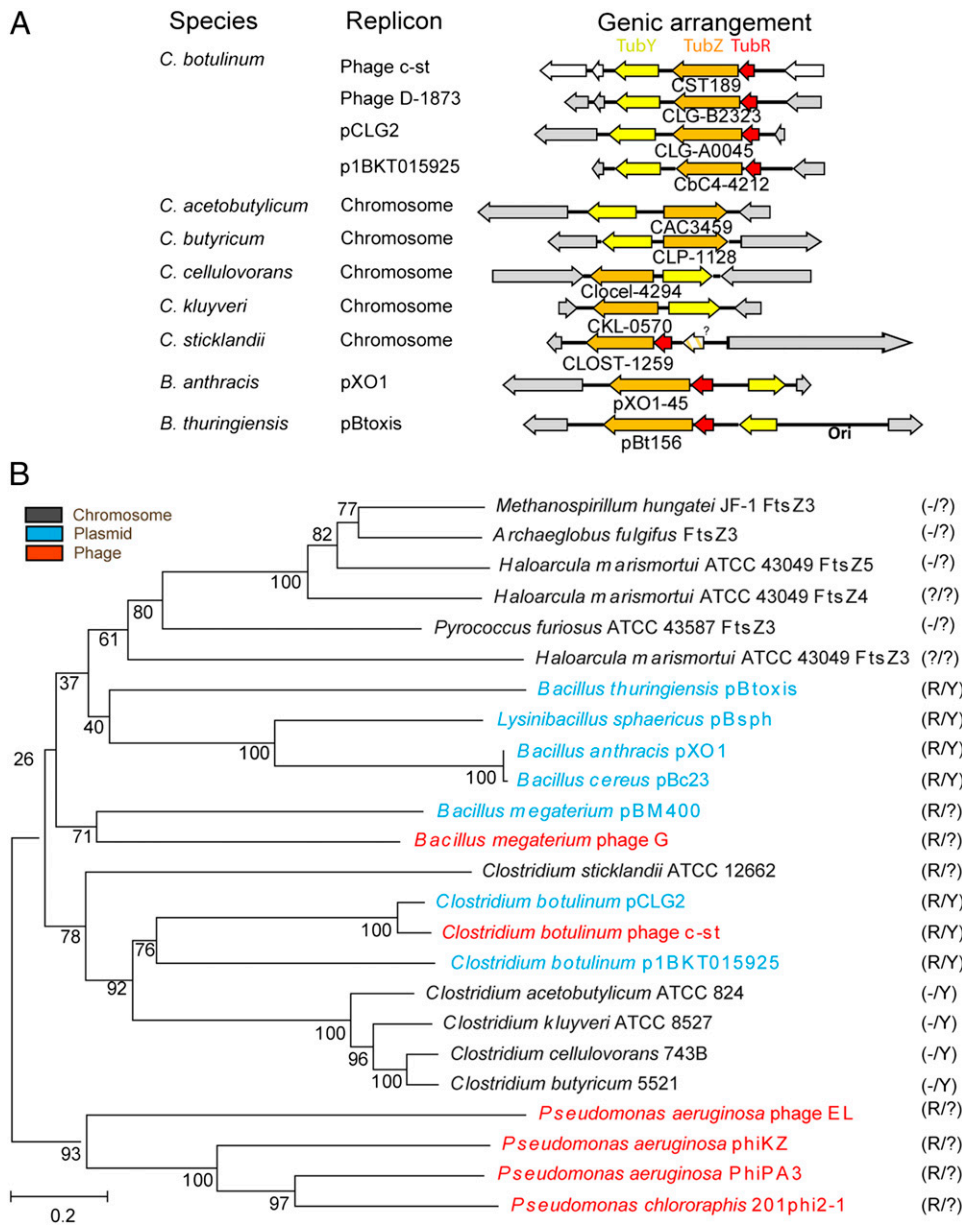 A
Species Replicon Genic arrangement
TubY TubZ TubR
C. botulinum
Phage c-st
CST189
Phage D-1873
CLG-B2323
pCLG2
CLG-A0045
p1BKT015925
CbC4-4212
C. acetobutylicum Chromosome
CAC3459
C. butyricum Chromosome
CLP-1128
C. cellulovorans Chromosome
Clocel-4294
C. kluyveri Chromosome
CKL-0570
?
C. sticklandii Chromosome
CLOST-1259
B. anthracis pXO1
pXO1-45
B. thuringiensis pBtoxis
Ori
pBt156
B
Chromosome
Plasmid
Phage
Methanospirillum hungatei JF-1 FtsZ3 (-/?)
77
Archaeglobus fulgifus FtsZ3 (-/?)
82
Haloarcula marismortui ATCC 43049 FtsZ5 (-/?)
100
Haloarcula marismortui ATCC 43049 FtsZ4 (?/?)
80
Pyrococcus furiosus ATCC 43587 FtsZ3 (-/?)
61
Haloarcula marismortui ATCC 43049 FtsZ3 (?/?)
37
Bacillus thuringiensis pBtoxis (R/Y)
40
Lysinibacillus sphaericus pBsph (R/Y)
100
Bacillus anthracis pXO1 (R/Y)
26
100
Bacillus cereus pBc23 (R/Y)
Bacillus megaterium pBM400 (R/?)
71
Bacillus megaterium phage G (R/?)
Clostridium sticklandii ATCC 12662 (R/?)
78
Clostridium botulinum pCLG2 (R/Y)
100
Clostridium botulinum phage c-st (R/Y)
76
Clostridium botulinum p1BKT015925 (R/Y)
92
Clostridium acetobutylicum ATCC 824 (-/Y)
100
Clostridium kluyveri ATCC 8527 (-/Y)
96
Clostridium cellulovorans 743B (-/Y)
100
Clostridium butyricum 5521 (-/Y)
Pseudomonas aeruginosa phage EL (R/?)
93
Pseudomonas aeruginosa phiKZ (R/?)
100
Pseudomonas aeruginosa PhiPA3 (R/?)
97
Pseudomonas chlororaphis 201phi2-1 (R/?)
0.2